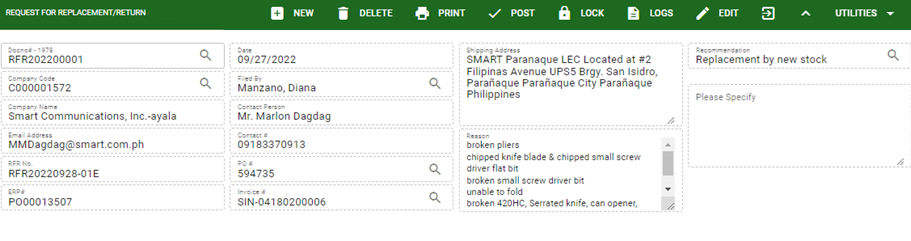 REQUEST FOR REPLACEMENT/RETURN
NEW
DELETE
PRINT
POST
LOCK
LOGS
EDIT
UTILITIES
Docno# - 1978
RFR202200001
Company Code
C000001572
Company Name
Smart Communications, Inc.-ayala
Email Address
MMDagdag@smart.com.ph
RFR No.
RFR20220928-01E
ERP#
PO00013507
Date
09/27/2022
Filed By
Manzano, Diana
Contact Person
Mr. Marlon Dagdag
Contact #
09183370913
PO #
594735
Invoice #
SIN-04180200006
Shipping Address
SMART Paranaque LEC Located at #2
Filipinas Avenue UPS5 Brgy. San Isidro,
Parañaque Parañaque City Parañaque
Philippines
Reason
broken pliers
chipped knife blade & chipped small screw
driver flat bit
broken small screw driver bit
unable to fold
broken 420HC, Serrated knife, can opener,
Recommendation
Replacement by new stock
Please Specify